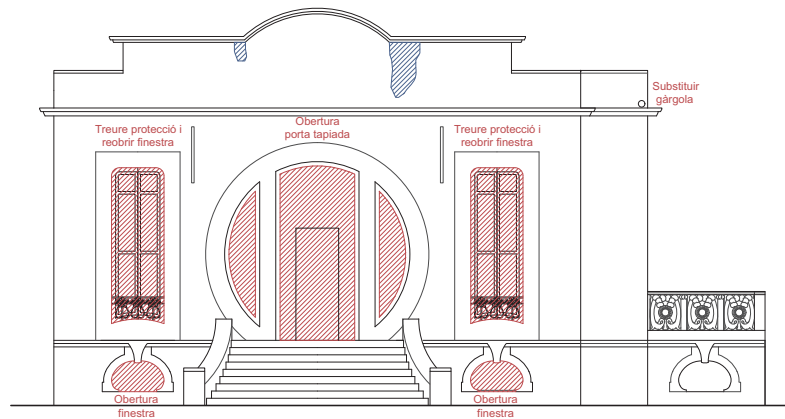 Substituir
gàrgola
Treure protecció i
reobrir finestra
Obertura
porta tapiada
Treure protecció i
reobrir finestra
Obertura
finestra
Obertura
finestra